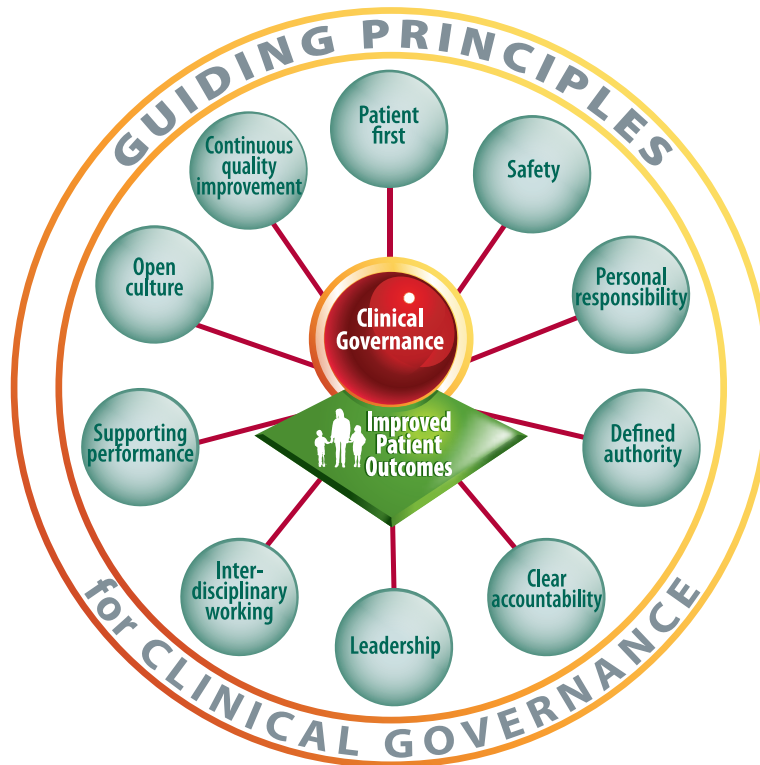 GUIDING PRINCIPLES
Patient
first
Safety
Personal
responsibility
Defined
authority
Clear
accountability
Leadership
Inter-
disciplinary
working
Supporting
performance
Open
culture
Continuous
quality
improvement
Clinical
Governance
Improved
Patient
Outcomes
for CLINICAL GOVERNANCE